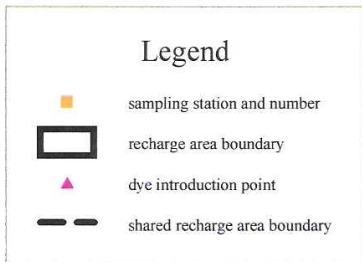 Legend
sampling station and number
recharge area boundary
dye introduction point
shared recharge area boundary